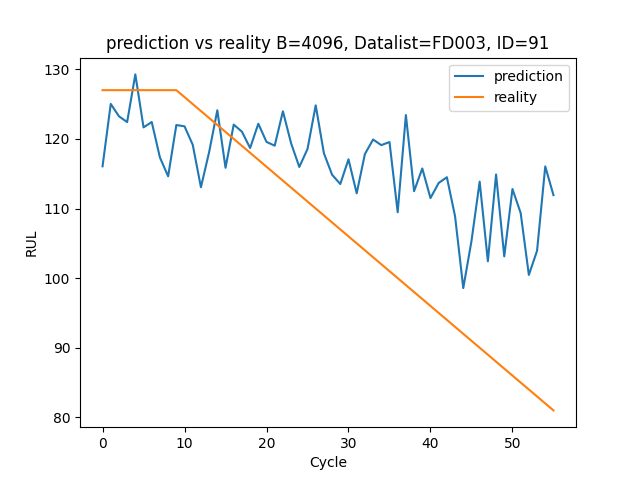 prediction vs reality B=4096, Datalist=FD003, ID=91
130
120
110
100
90
80
RUL
prediction
reality
0 10 20 30 40 50
Cycle